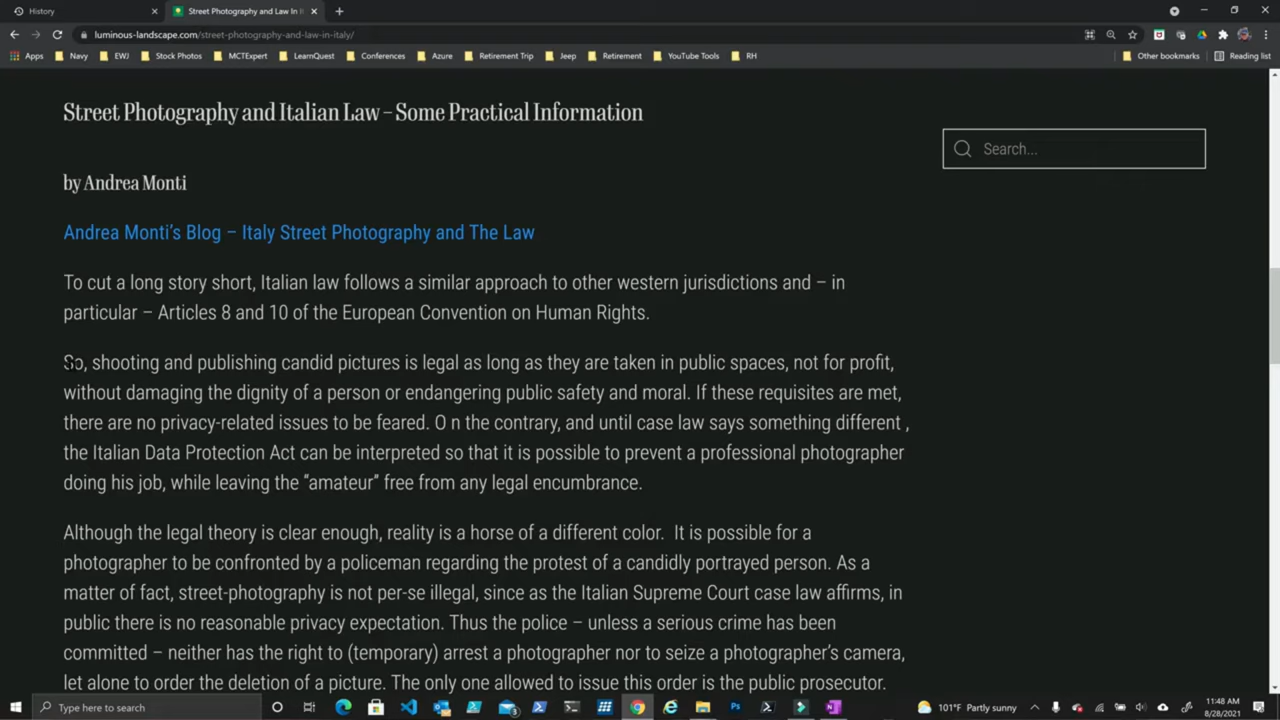 History
Street Photography and Law In It
luminous-landscape.com/street-photography-and-law-in-italy/
Apps
Navy
EWJ
Stock Photos
MCTExpert
LearnQuest
Conferences
Azure
Retirement Trip
Jeep
Retirement
YouTube Tools
RH
Other bookmarks
Reading list
Street Photography and Italian Law – Some Practical Information
Search...
by Andrea Monti
Andrea Monti's Blog – Italy Street Photography and The Law
To cut a long story short, Italian law follows a similar approach to other western jurisdictions and – in
particular – Articles 8 and 10 of the European Convention on Human Rights.
So, shooting and publishing candid pictures is legal as long as they are taken in public spaces, not for profit,
without damaging the dignity of a person or endangering public safety and moral. If these requisites are met,
there are no privacy-related issues to be feared. O n the contrary, and until case law says something different ,
the Italian Data Protection Act can be interpreted so that it is possible to prevent a professional photographer
doing his job, while leaving the "amateur" free from any legal encumbrance.
Although the legal theory is clear enough, reality is a horse of a different color.  It is possible for a
photographer to be confronted by a policeman regarding the protest of a candidly portrayed person. As a
matter of fact, street-photography is not per-se illegal, since as the Italian Supreme Court case law affirms, in
public there is no reasonable privacy expectation. Thus the police – unless a serious crime has been
committed – neither has the right to (temporary) arrest a photographer nor to seize a photographer's camera,
let alone to order the deletion of a picture. The only one allowed to issue this order is the public prosecutor.
Type here to search
101°F Partly sunny
11:48 AM
8/28/2021